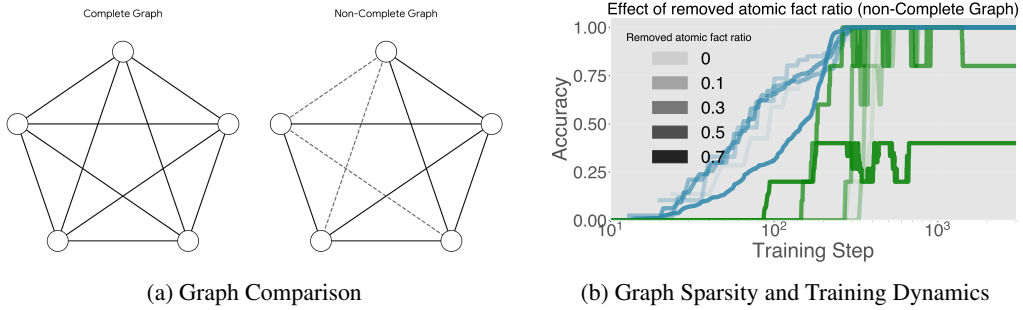 Complete Graph
Non-Complete Graph
(a) Graph Comparison
Effect of removed atomic fact ratio (non-Complete Graph)
Accuracy
1.00
0.75
0.50
0.25
0.00
Removed atomic fact ratio
0
0.1
0.3
0.5
0.7
10¹
10²
10³
Training Step
(b) Graph Sparsity and Training Dynamics